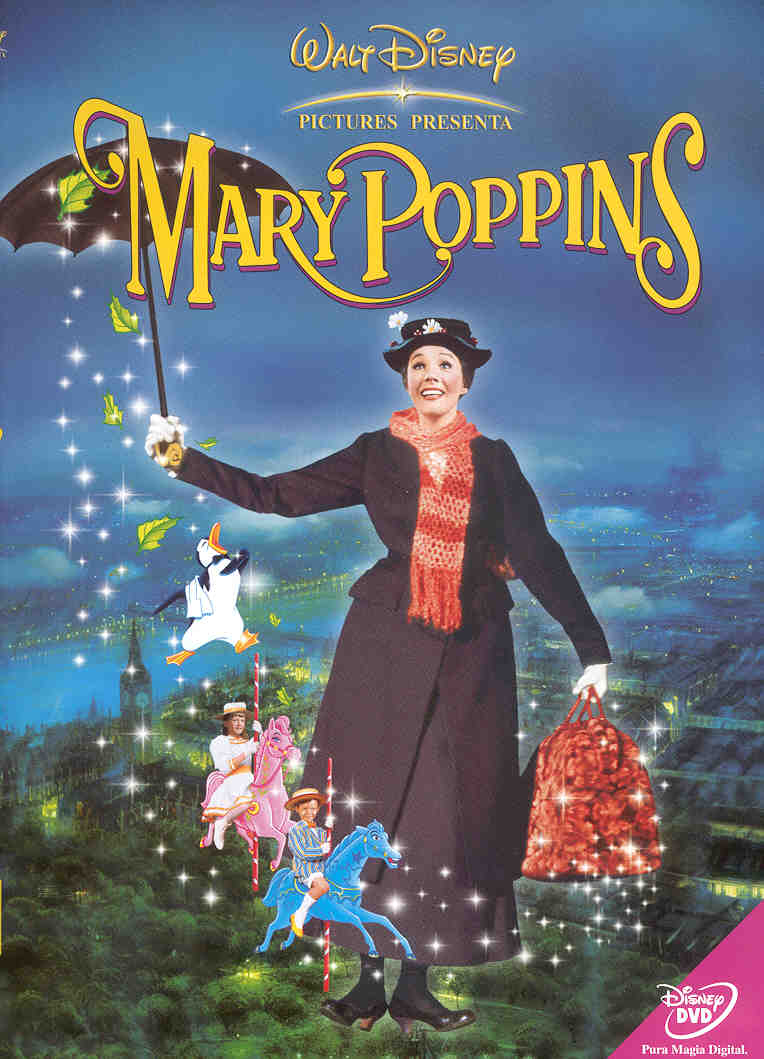 WALT DISNEY
PICTURES PRESENTA
MARY POPPINS
DISNEY
DVD
Pura Magia Digital.